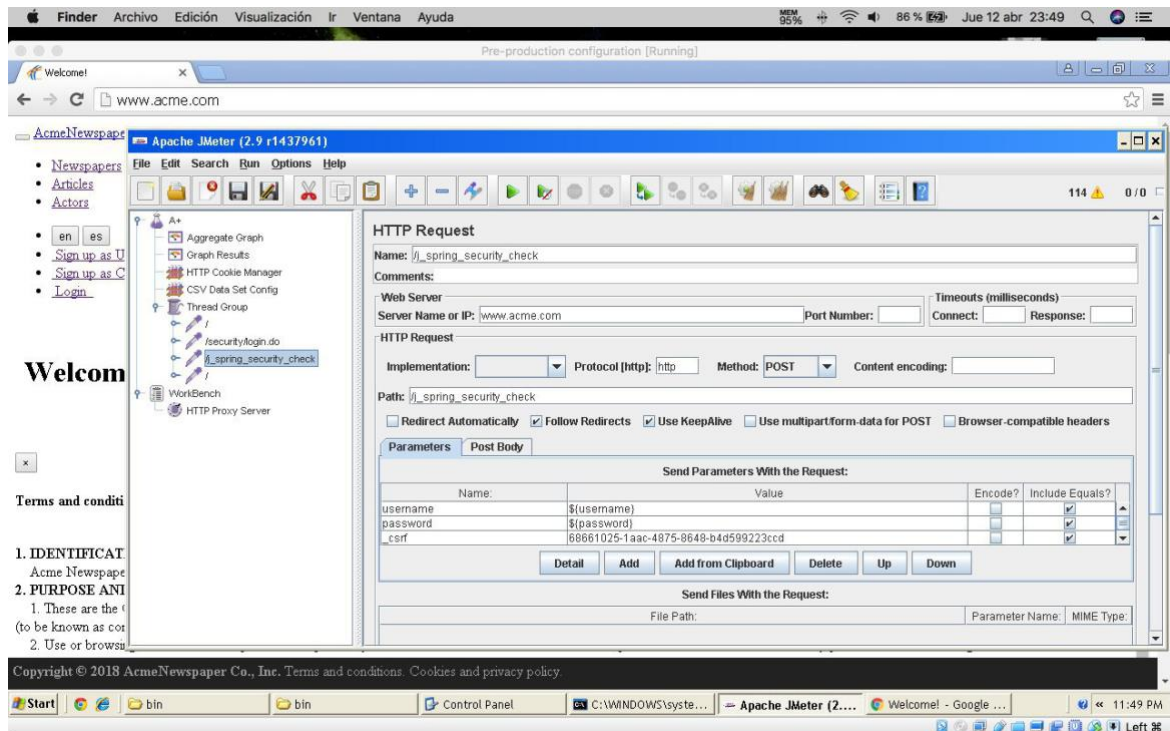 Finder Archivo Edición Visualización Ir Ventana Ayuda
MEM 95% 86 % Jue 12 abr 23:49
Pre-production configuration [Running]
Welcome!
www.acme.com
AcmeNewspape
Newspapers
Articles
Actors
en es
Sign up as U
Sign up as C
Login
Welcom
×
Terms and conditi
1. IDENTIFICAT
Acme Newspape
2. PURPOSE ANI
1. These are the
(to be known as cor
2. Use or browsi
Apache JMeter (2.9 r1437961)
File Edit Search Run Options Help
114 0 / 0
A+
Aggregate Graph
Graph Results
HTTP Cookie Manager
CSV Data Set Config
Thread Group
/
/security/login.do
/j_spring_security_check
/
WorkBench
HTTP Proxy Server
HTTP Request
Name: /j_spring_security_check
Comments:
Web Server
Server Name or IP: www.acme.com Port Number:
Timeouts (milliseconds)
Connect: Response:
HTTP Request
Implementation: Protocol [http]: http Method: POST Content encoding:
Path: /j_spring_security_check
Redirect Automatically Follow Redirects Use KeepAlive Use multipart/form-data for POST Browser-compatible headers
Parameters Post Body
Send Parameters With the Request:
Name: Value Encode? Include Equals?
username ${username}
password ${password}
_csrf 68661025-1aac-4875-8648-b4d599223ccd
Detail Add Add from Clipboard Delete Up Down
Send Files With the Request:
File Path: Parameter Name: MIME Type:
Copyright © 2018 AcmeNewspaper Co., Inc. Terms and conditions. Cookies and privacy policy.
Start bin bin Control Panel C:\WINDOWS\syste... Apache JMeter (2.... Welcome! - Google ... 11:49 PM
Left ⌘